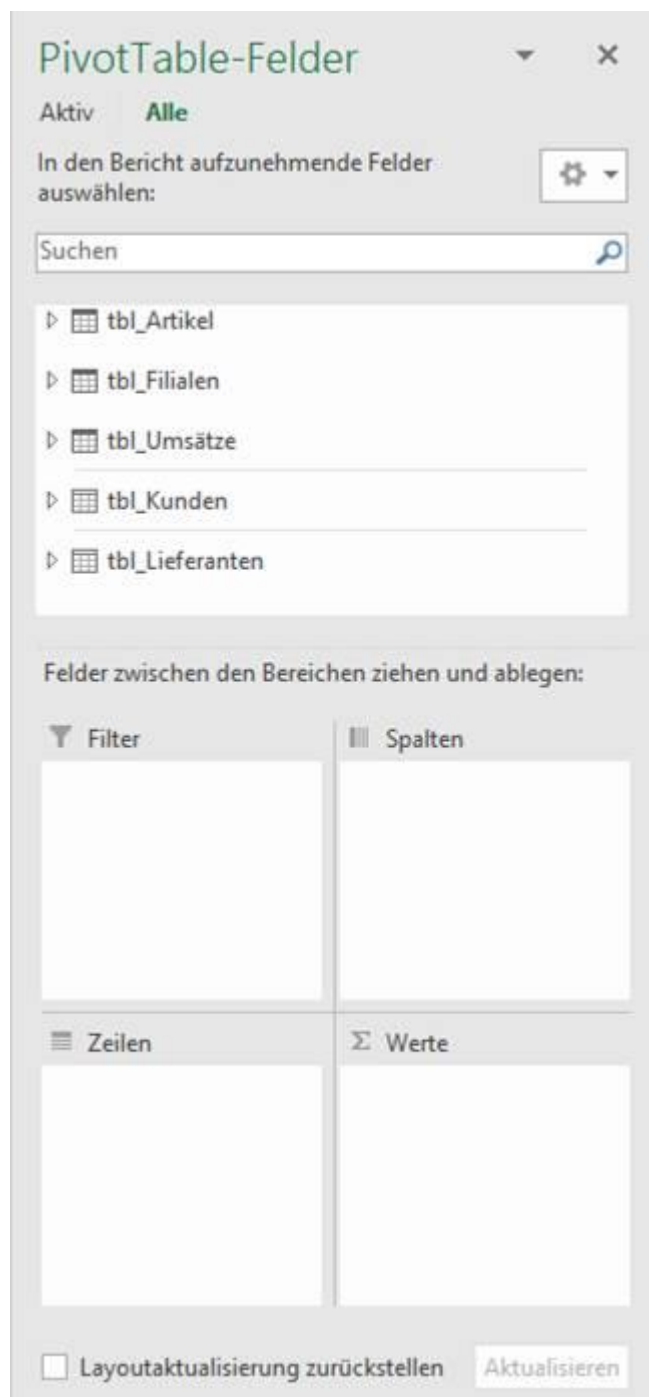 PivotTable-Felder
Aktiv Alle
In den Bericht aufzunehmende Felder
auswählen:
Suchen
tbl_Artikel
tbl_Filialen
tbl_Umsätze
tbl_Kunden
tbl_Lieferanten
Felder zwischen den Bereichen ziehen und ablegen:
Filter
Spalten
Zeilen
Σ Werte
Layoutaktualisierung zurückstellen
Aktualisieren